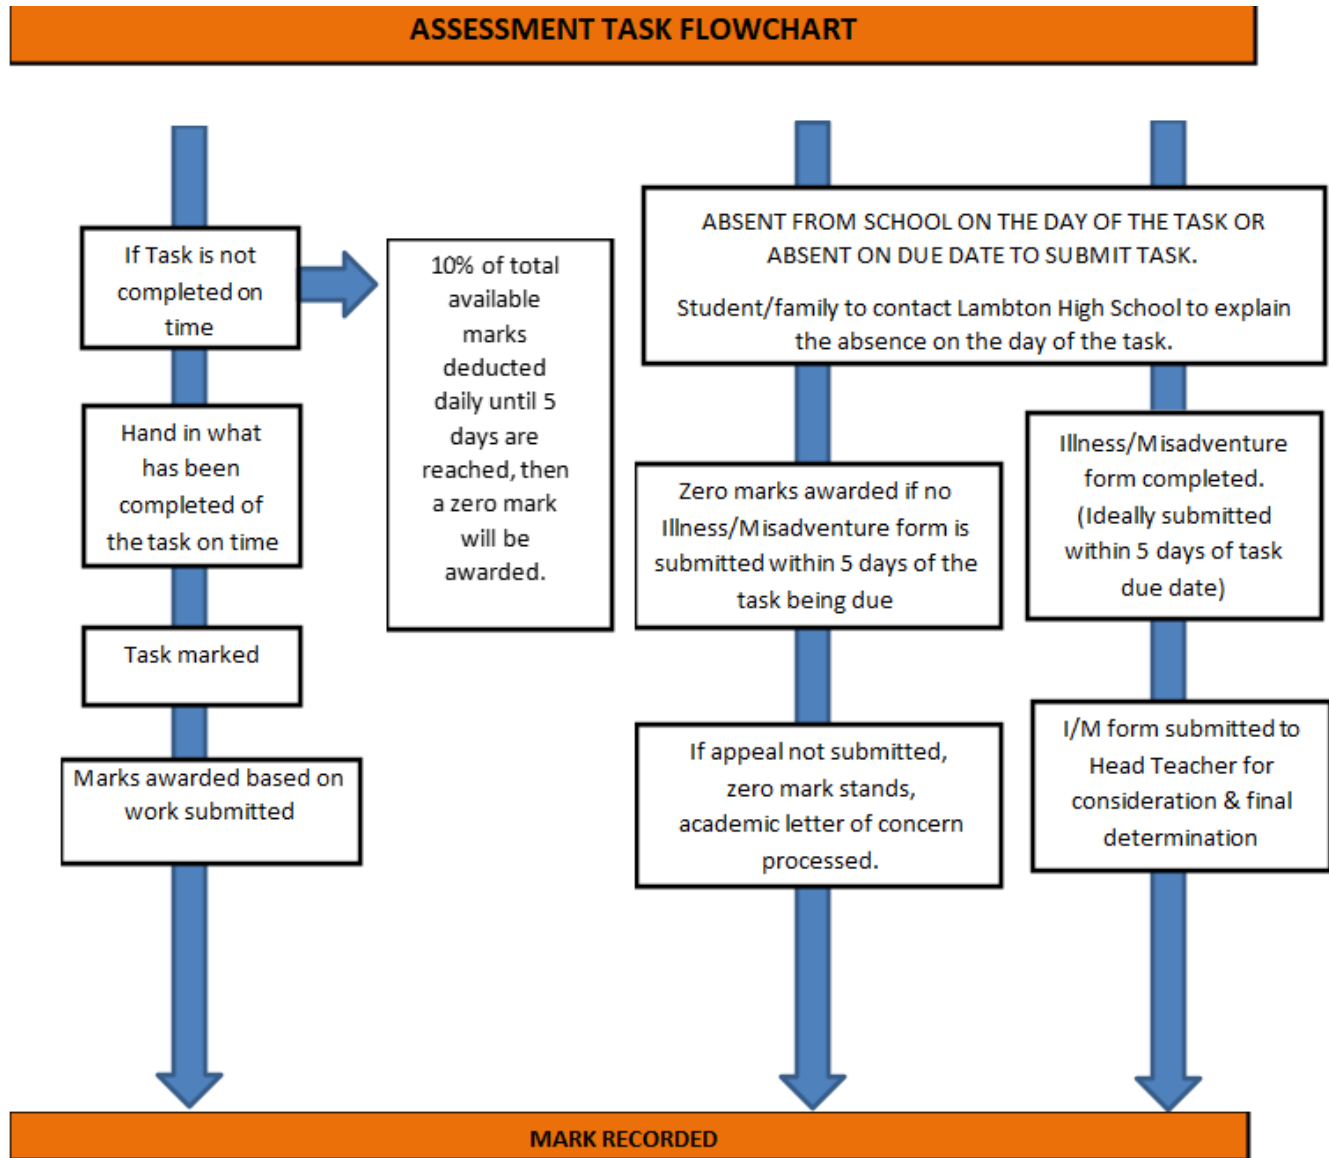 ASSESSMENT TASK FLOWCHART
If Task is not
completed on
time
10% of total
available
marks
deducted
daily until 5
days are
reached, then
a zero mark
will be
awarded.
Hand in what
has been
completed of
the task on time
Task marked
Marks awarded based on
work submitted
ABSENT FROM SCHOOL ON THE DAY OF THE TASK OR
ABSENT ON DUE DATE TO SUBMIT TASK.
Student/family to contact Lambton High School to explain
the absence on the day of the task.
Zero marks awarded if no
Illness/Misadventure form is
submitted within 5 days of the
task being due
If appeal not submitted,
zero mark stands,
academic letter of concern
processed.
Illness/Misadventure
form completed.
(Ideally submitted
within 5 days of task
due date)
I/M form submitted to
Head Teacher for
consideration & final
determination
MARK RECORDED